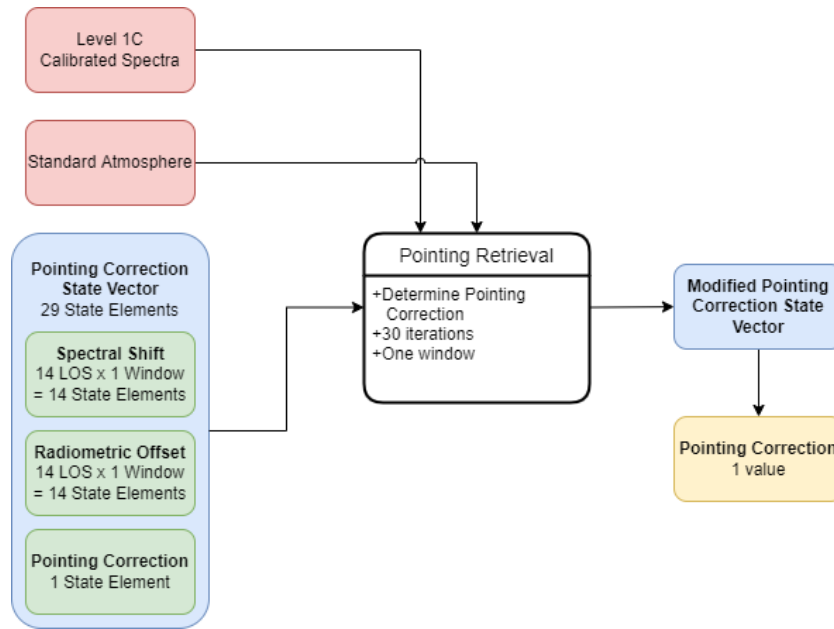 Level 1C
Calibrated Spectra
Standard Atmosphere
Pointing Correction
State Vector
29 State Elements
Spectral Shift
14 LOS x 1 Window
= 14 State Elements
Radiometric Offset
14 LOS x 1 Window
= 14 State Elements
Pointing Correction
1 State Element
Pointing Retrieval
+Determine Pointing
Correction
+30 iterations
+One window
Modified Pointing
Correction State
Vector
Pointing Correction
1 value